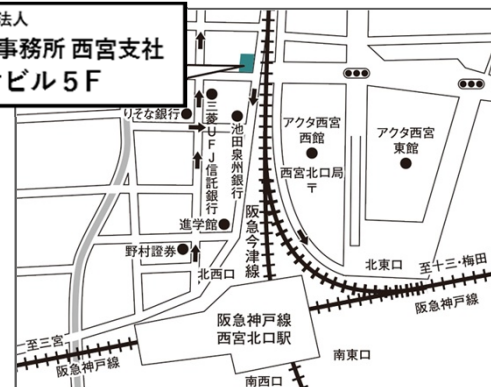 法人
事務所 西宮支社
ビル5F
りそな銀行
三菱UFJ信託銀行
池田泉州銀行
アクタ西宮
西館
アクタ西宮
東館
西宮北口局
〒
進学館
野村證券
阪急今津線
北西口
北東口
至十三・梅田
阪急神戸線
阪急神戸線
西宮北口駅
至三宮
阪急神戸線
南東口
南西口